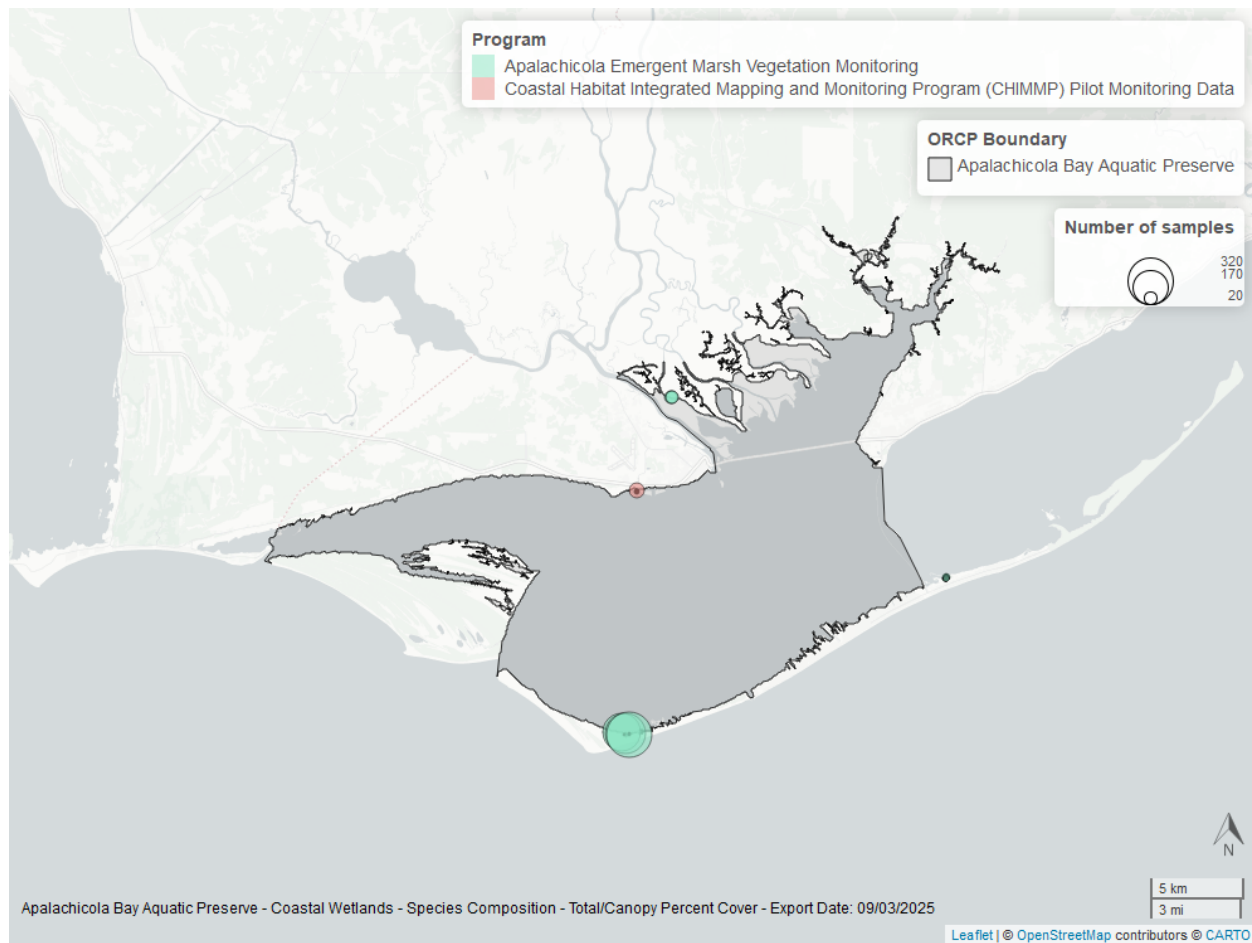 Program
Apalachicola Emergent Marsh Vegetation Monitoring
Coastal Habitat Integrated Mapping and Monitoring Program (CHIMMP) Pilot Monitoring Data
ORCP Boundary
Apalachicola Bay Aquatic Preserve
Number of samples
320
170
20
N
5 km
3 mi
Apalachicola Bay Aquatic Preserve - Coastal Wetlands - Species Composition - Total/Canopy Percent Cover - Export Date: 09/03/2025
Leaflet | © OpenStreetMap contributors © CARTO